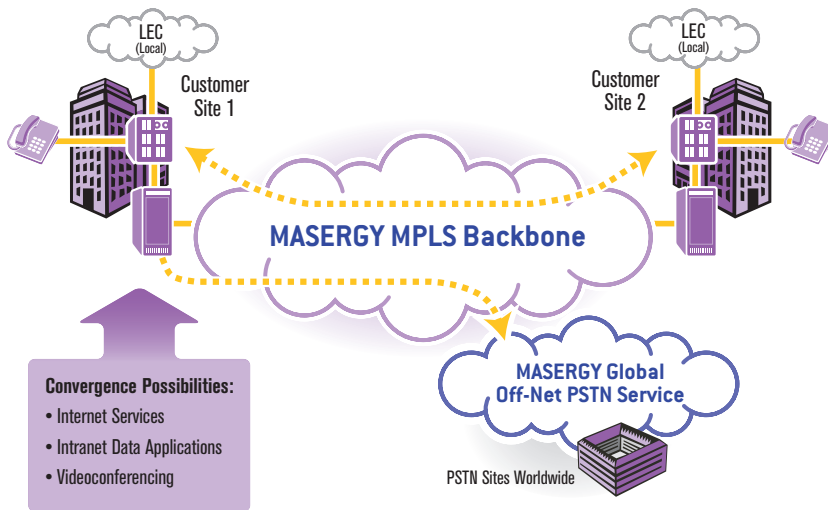 LEC
(Local)
Customer
Site 1
LEC
(Local)
Customer
Site 2
MASERGY MPLS Backbone
Convergence Possibilities:
• Internet Services
• Intranet Data Applications
• Videoconferencing
MASERGY Global
Off-Net PSTN Service
PSTN Sites Worldwide